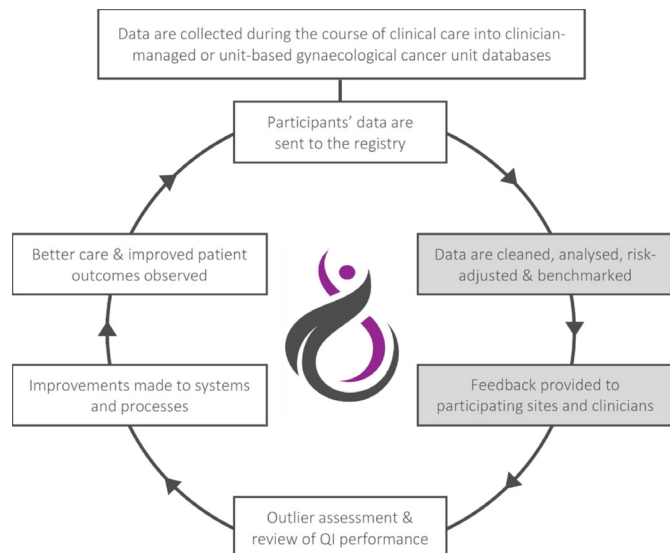 Data are collected during the course of clinical care into clinician-
managed or unit-based gynaecological cancer unit databases
Participants’ data are
sent to the registry
Data are cleaned, analysed, risk-
adjusted & benchmarked
Feedback provided to
participating sites and clinicians
Outlier assessment &
review of QI performance
Improvements made to systems
and processes
Better care & improved patient
outcomes observed